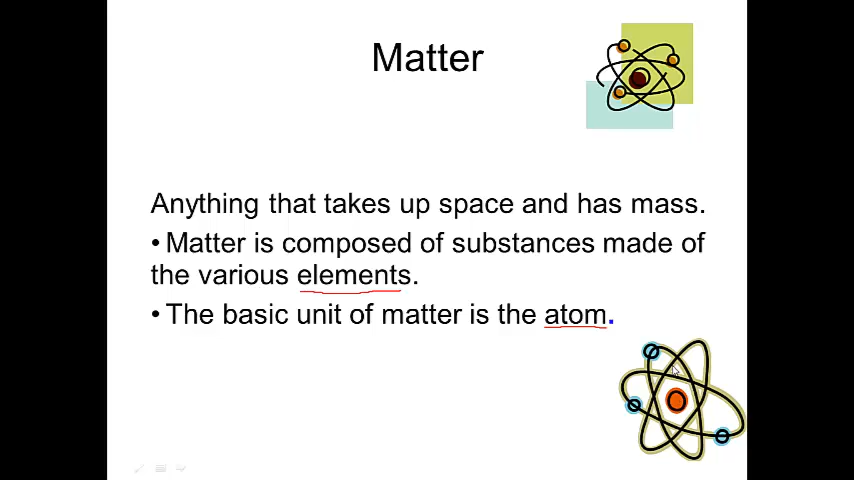 Matter
Anything that takes up space and has mass.
• Matter is composed of substances made of
the various elements.
• The basic unit of matter is the atom.